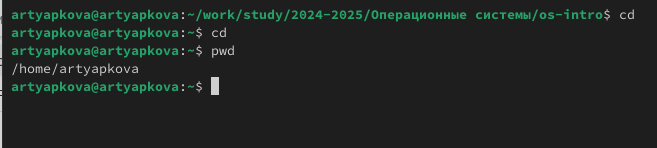 artyapkova@artyapkova:~/work/study/2024-2025/Операционные системы/os-intro$ cd
artyapkova@artyapkova:~$ cd
artyapkova@artyapkova:~$ pwd
/home/artyapkova
artyapkova@artyapkova:~$